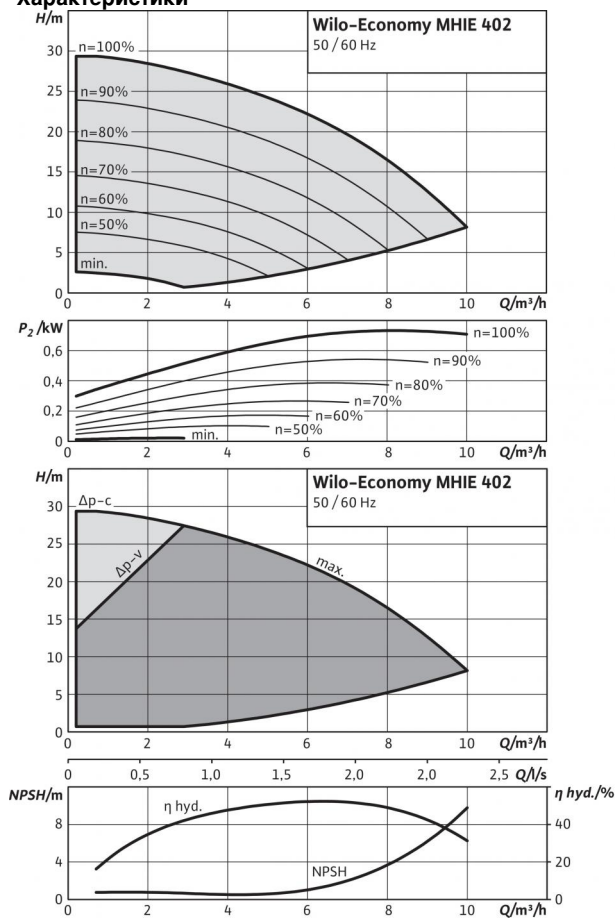 Характеристики
H/m
Wilo-Economy MHIE 402
50 / 60 Hz
n=100%
30
n=90%
25
n=80%
20
n=70%
15
n=60%
10
n=50%
5
min.
0
0 2 4 6 8 10 Q/m³/h
P₂ /kW
n=100%
0,6
n=90%
0,4
n=80%
n=70%
0,2
n=60%
n=50%
min.
0
0 2 4 6 8 10 Q/m³/h
H/m
Wilo-Economy MHIE 402
50 / 60 Hz
Δp-c
30
max.
25
Δp-v
20
15
10
5
0
0 2 4 6 8 10 Q/m³/h
0 0,5 1,0 1,5 2,0 2,0 2,5 Q/l/s
NPSH/m
η hyd./%
η hyd.
8 40
4 20
NPSH
0 0
0 2 4 6 8 10 Q/m³/h